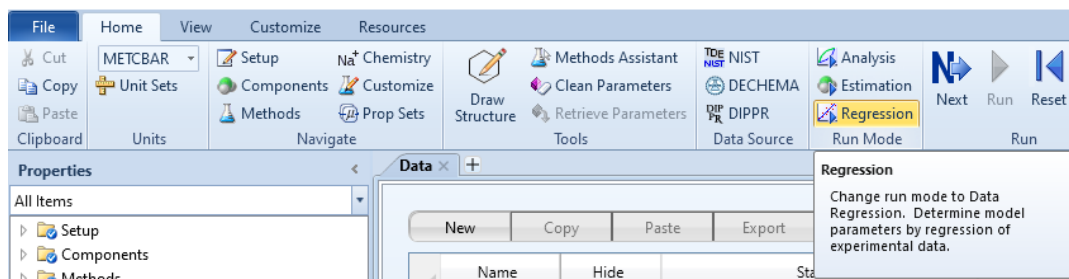 File Home View Customize Resources
Cut METCBAR Setup Na+ Chemistry Methods Assistant TDE NIST NIST Analysis
Copy Unit Sets Components Customize Draw Structure Clean Parameters DECHEMA Estimation Next Run Reset
Paste Methods Prop Sets Retrieve Parameters DIPPR DIPPR Regression
Clipboard Units Navigate Tools Data Source Run Mode Run
Properties Data
All Items
Setup
Components
Methods
New Copy Paste Export
Name Hide Sta
Regression
Change run mode to Data
Regression. Determine model
parameters by regression of
experimental data.